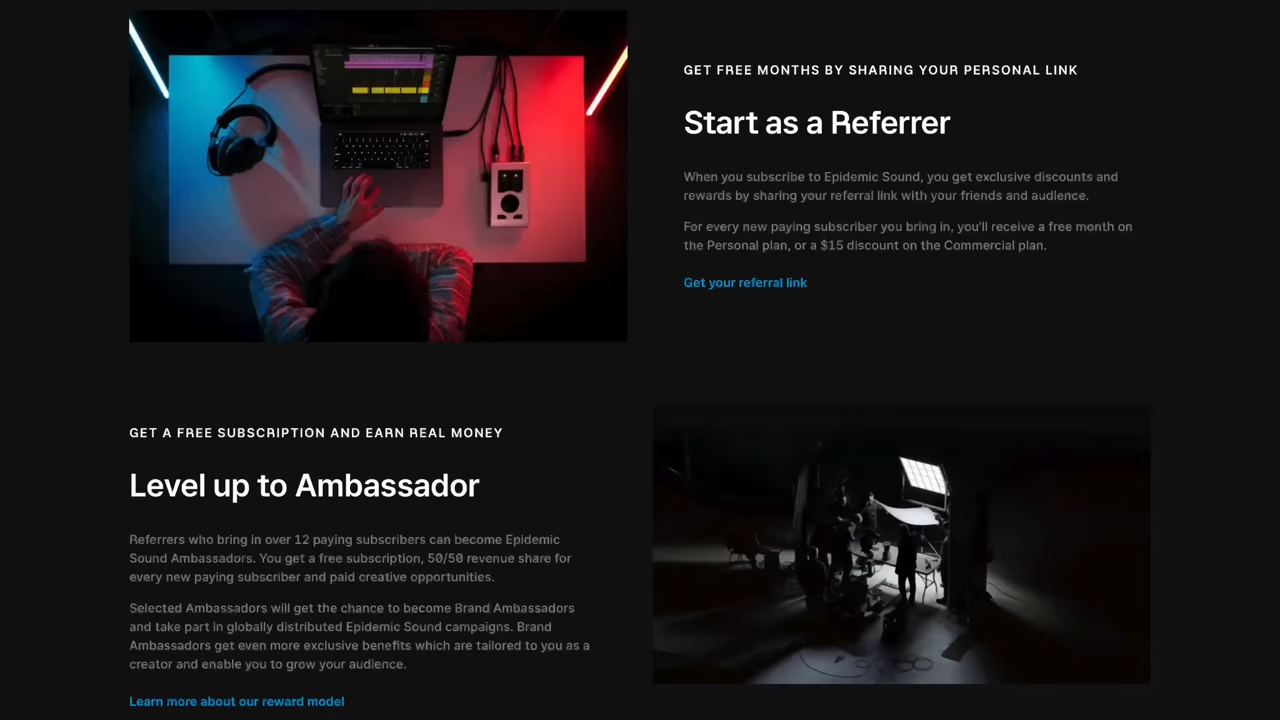 GET FREE MONTHS BY SHARING YOUR PERSONAL LINK
Start as a Referrer
When you subscribe to Epidemic Sound, you get exclusive discounts and
rewards by sharing your referral link with your friends and audience.
For every new paying subscriber you bring in, you'll receive a free month on
the Personal plan, or a $15 discount on the Commercial plan.
Get your referral link
GET A FREE SUBSCRIPTION AND EARN REAL MONEY
Level up to Ambassador
Referrers who bring in over 12 paying subscribers can become Epidemic
Sound Ambassadors. You get a free subscription, 50/50 revenue share for
every new paying subscriber and paid creative opportunities.
Selected Ambassadors will get the chance to become Brand Ambassadors
and take part in globally distributed Epidemic Sound campaigns. Brand
Ambassadors get even more exclusive benefits which are tailored to you as a
creator and enable you to grow your audience.
Learn more about our reward model